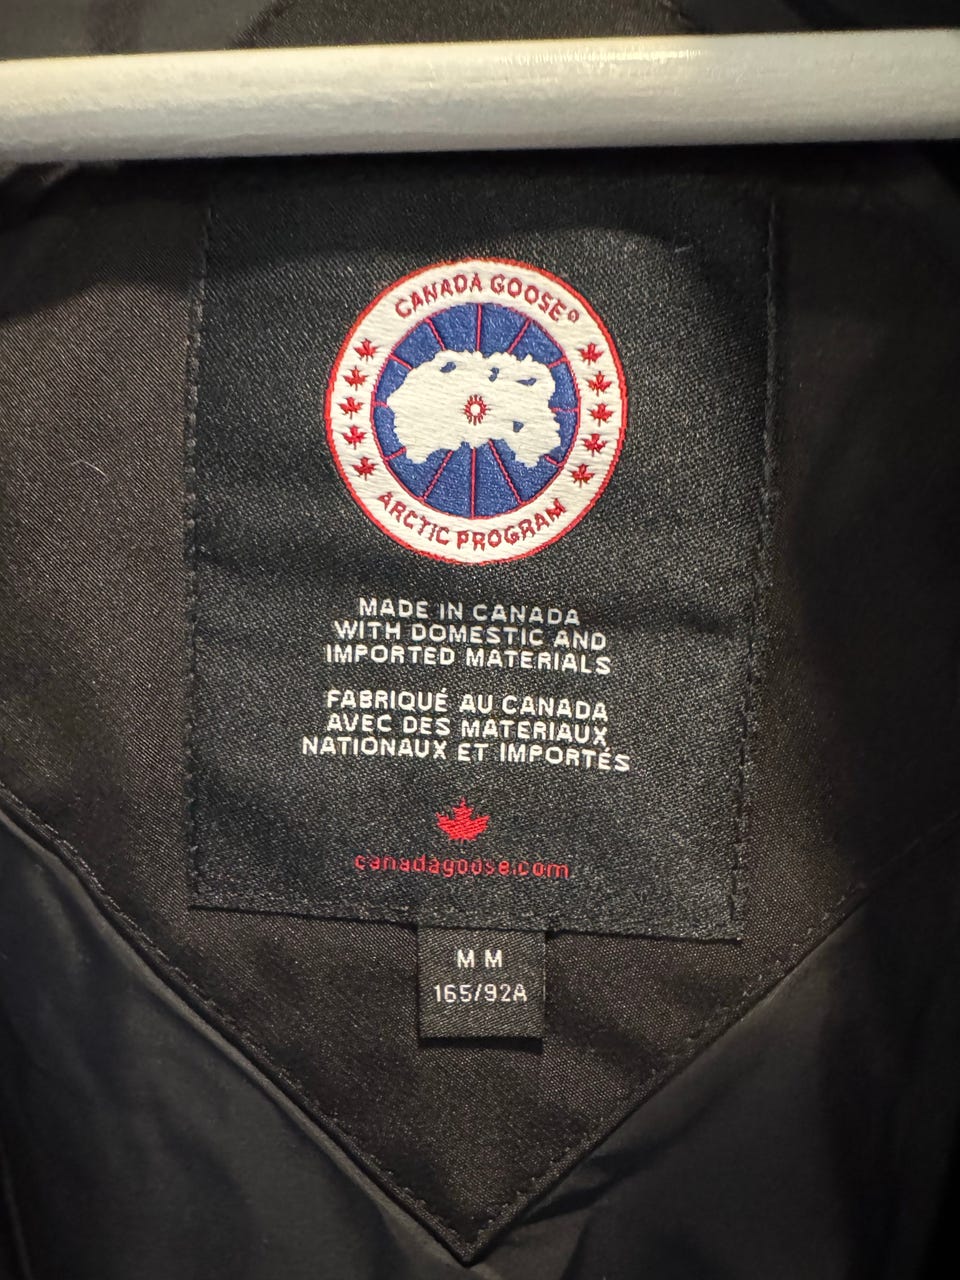 CANADA GOOSE®
ARCTIC PROGRAM
MADE IN CANADA
WITH DOMESTIC AND
IMPORTED MATERIALS
FABRIQUÉ AU CANADA
AVEC DES MATERIAUX
NATIONAUX ET IMPORTÉS
canadagoose.com
M M
165/92A